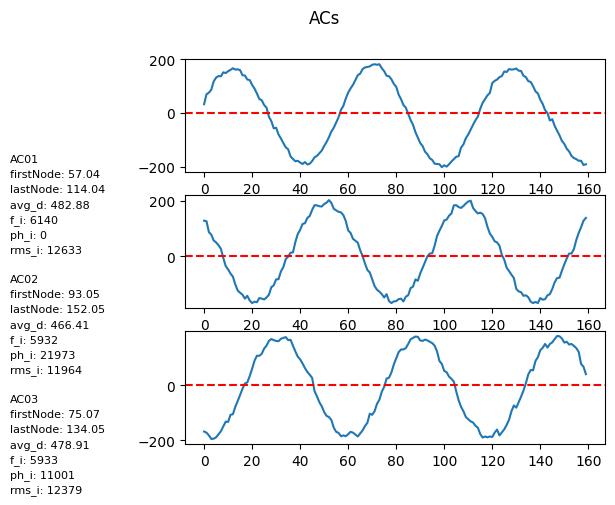 ACs
AC01
firstNode: 57.04
lastNode: 114.04
avg_d: 482.88
f_i: 6140
ph_i: 0
rms_i: 12633
AC02
firstNode: 93.05
lastNode: 152.05
avg_d: 466.41
f_i: 5932
ph_i: 21973
rms_i: 11964
AC03
firstNode: 75.07
lastNode: 134.05
avg_d: 478.91
f_i: 5933
ph_i: 11001
rms_i: 12379
200
0
−200
0 20 40 60 80 100 120 140 160
200
0
0 20 40 60 80 100 120 140 160
0
−200
0 20 40 60 80 100 120 140 160